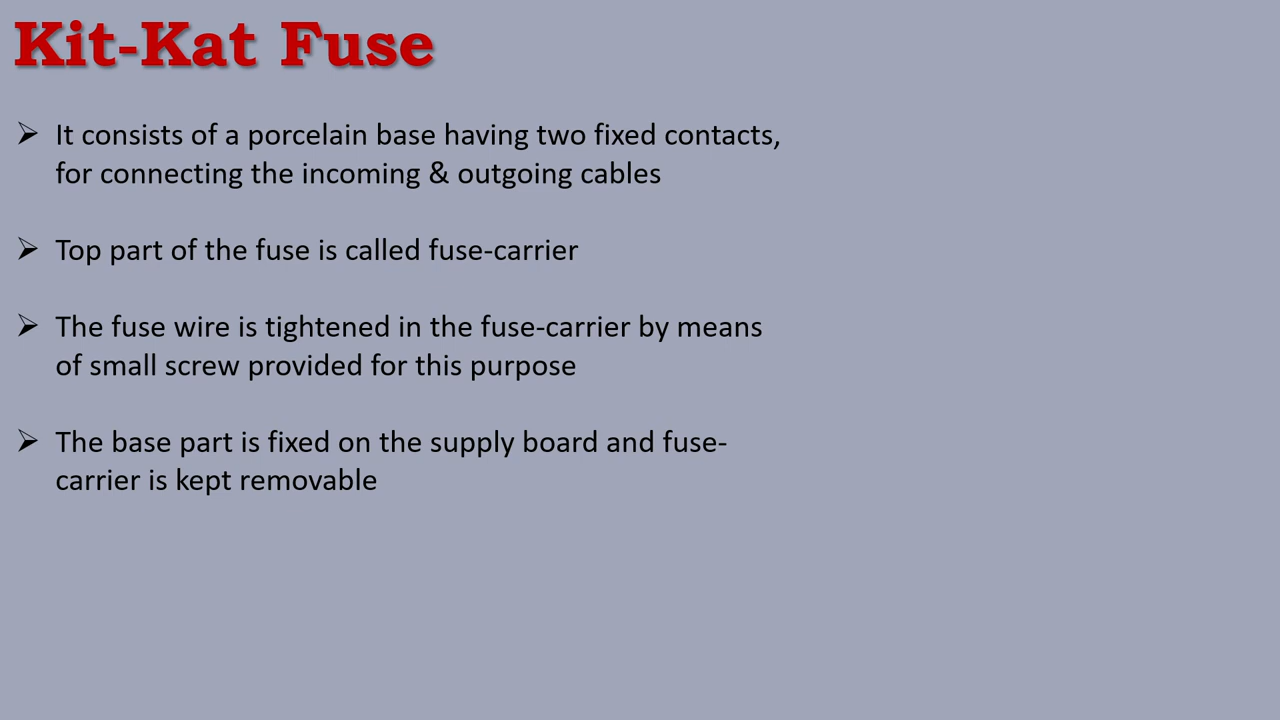 Kit-Kat Fuse
➢ It consists of a porcelain base having two fixed contacts,
for connecting the incoming & outgoing cables
➢ Top part of the fuse is called fuse-carrier
➢ The fuse wire is tightened in the fuse-carrier by means
of small screw provided for this purpose
➢ The base part is fixed on the supply board and fuse-
carrier is kept removable